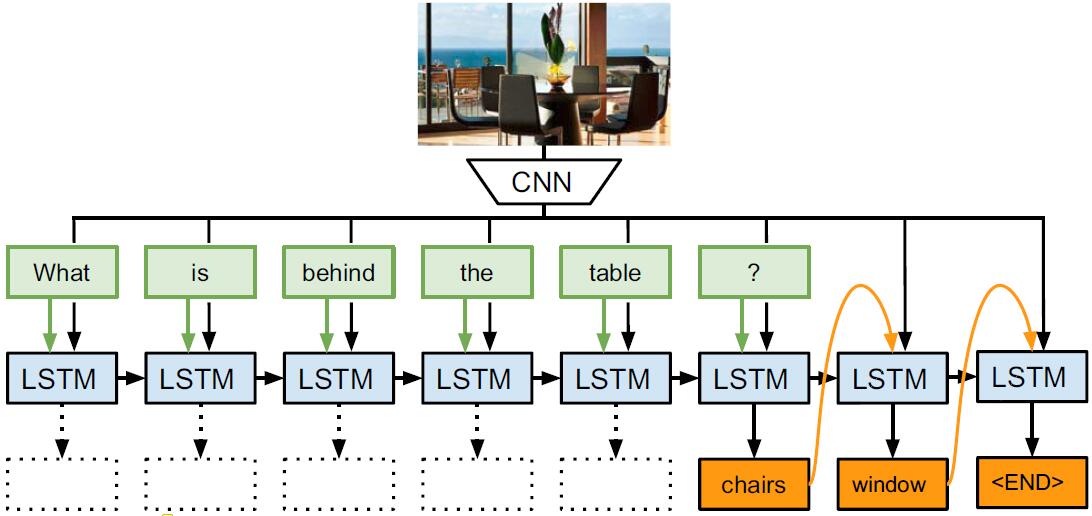 CNN
What is behind the table ?
LSTM LSTM LSTM LSTM LSTM LSTM LSTM LSTM
chairs window <END>